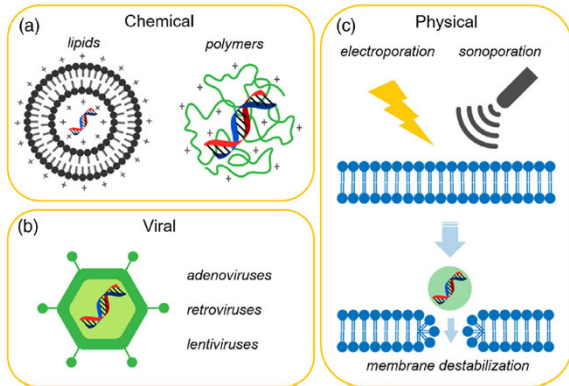 (a)
Chemical
lipids
polymers
(b)
Viral
adenoviruses
retroviruses
lentiviruses
(c)
Physical
electroporation
sonoporation
membrane destabilization